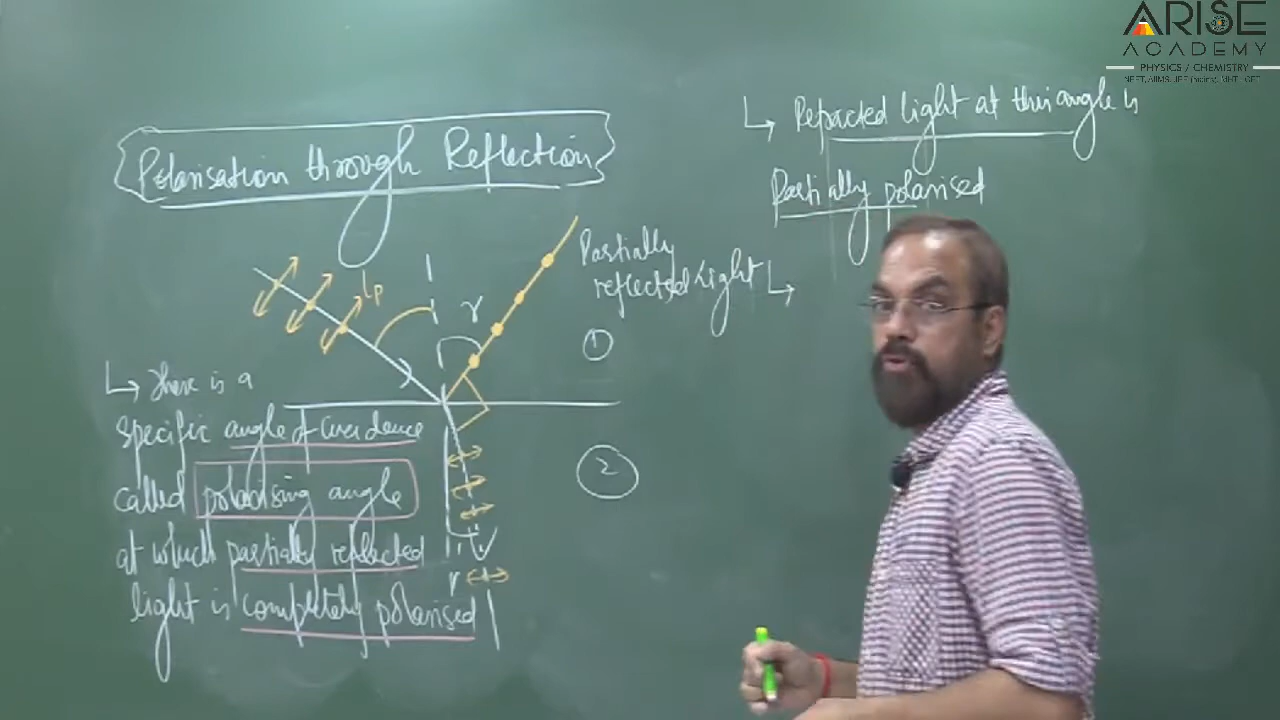 ARISE
ACADEMY
PHYSICS / CHEMISTRY
Polarisation through Reflection
ip
r
Partially
reflected light ↳
1
2
r
↳ There is a
specific angle of incidence
called polarising angle
at which partially reflected
light is completely polarised
↳ Refracted light at this angle is
Partially polarised